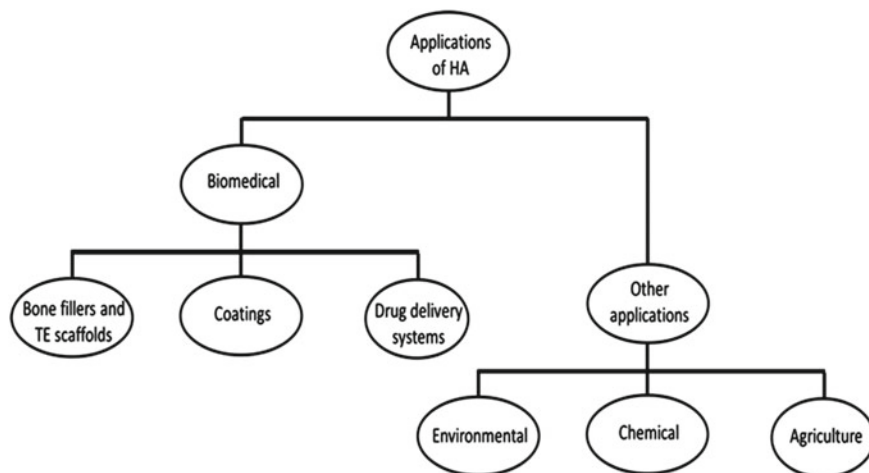 Applications
of HA
Biomedical
Bone fillers and
TE scaffolds
Coatings
Drug delivery
systems
Other
applications
Environmental
Chemical
Agriculture